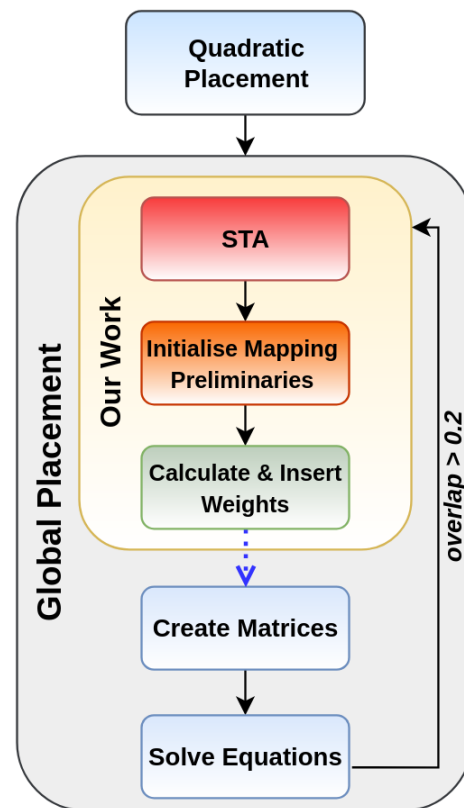 Quadratic
Placement
Global Placement
Our Work
STA
Initialise Mapping
Preliminaries
Calculate & Insert
Weights
overlap > 0.2
Create Matrices
Solve Equations